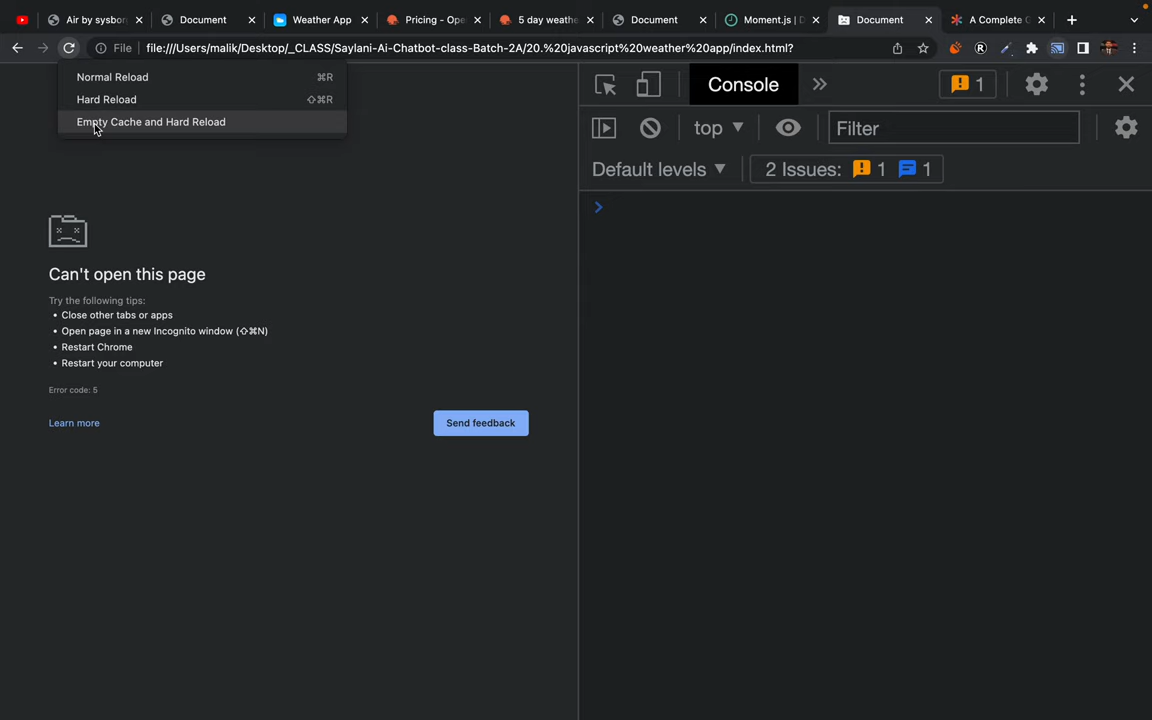 Air by sysbor
Document
Weather App
Pricing - Ope
5 day weathe
Document
Moment.js | D
Document
A Complete G
File
file:///Users/malik/Desktop/_CLASS/Saylani-Ai-Chatbot-class-Batch-2A/20.%20javascript%20weather%20app/index.html?
Normal Reload ⌘R
Hard Reload ⇧⌘R
Empty Cache and Hard Reload
Console
1
top
Filter
Default levels
2 Issues: 1 1
Can't open this page
Try the following tips:
• Close other tabs or apps
• Open page in a new Incognito window (⇧⌘N)
• Restart Chrome
• Restart your computer
Error code: 5
Learn more
Send feedback